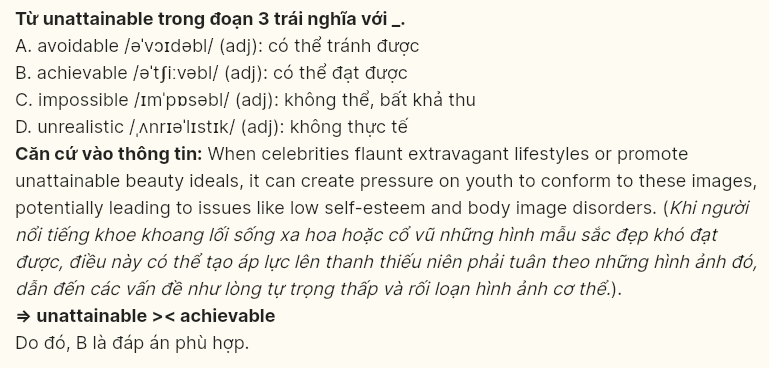 Từ unattainable trong đoạn 3 trái nghĩa với _.
A. avoidable /əˈvɔɪdəbl/ (adj): có thể tránh được
B. achievable /əˈtʃiːvəbl/ (adj): có thể đạt được
C. impossible /ɪmˈpɒsəbl/ (adj): không thể, bất khả thu
D. unrealistic /ˌʌnrɪəˈlɪstɪk/ (adj): không thực tế
Căn cứ vào thông tin: When celebrities flaunt extravagant lifestyles or promote
unattainable beauty ideals, it can create pressure on youth to conform to these images,
potentially leading to issues like low self-esteem and body image disorders. (Khi người
nổi tiếng khoe khoang lối sống xa hoa hoặc cổ vũ những hình mẫu sắc đẹp khó đạt
được, điều này có thể tạo áp lực lên thanh thiếu niên phải tuân theo những hình ảnh đó,
dẫn đến các vấn đề như lòng tự trọng thấp và rối loạn hình ảnh cơ thể.).
⇒ unattainable >< achievable
Do đó, B là đáp án phù hợp.